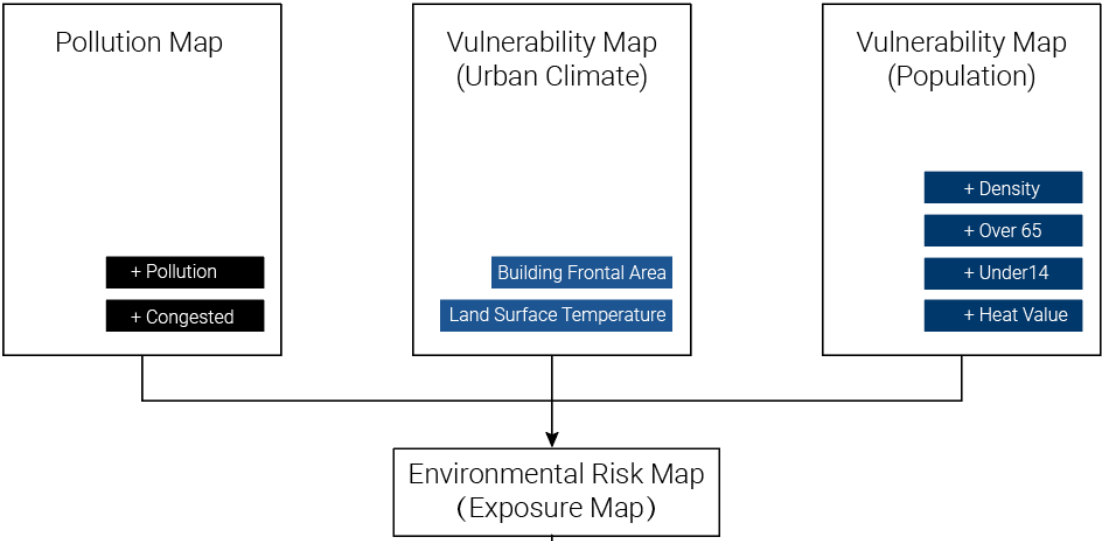 Pollution Map
+ Pollution
+ Congested
Vulnerability Map
(Urban Climate)
Building Frontal Area
Land Surface Temperature
Vulnerability Map
(Population)
+ Density
+ Over 65
+ Under14
+ Heat Value
Environmental Risk Map
(Exposure Map)